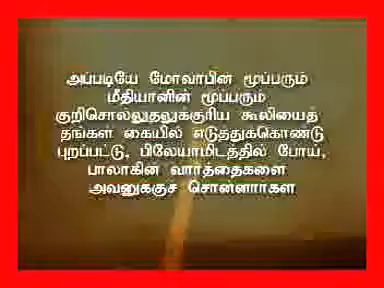 அப்படியே மோவாபின் மூப்பரும்
மீதியானின் மூப்பரும்
குறிசொல்லுதலுக்குரிய கூலியைத்
தங்கள் கையில் எடுத்துக்கொண்டு
புறப்பட்டு, பிலேயாமிடத்தில் போய்,
பாலாகின் வார்த்தைகளை
அவனுக்குச் சொன்னார்கள்